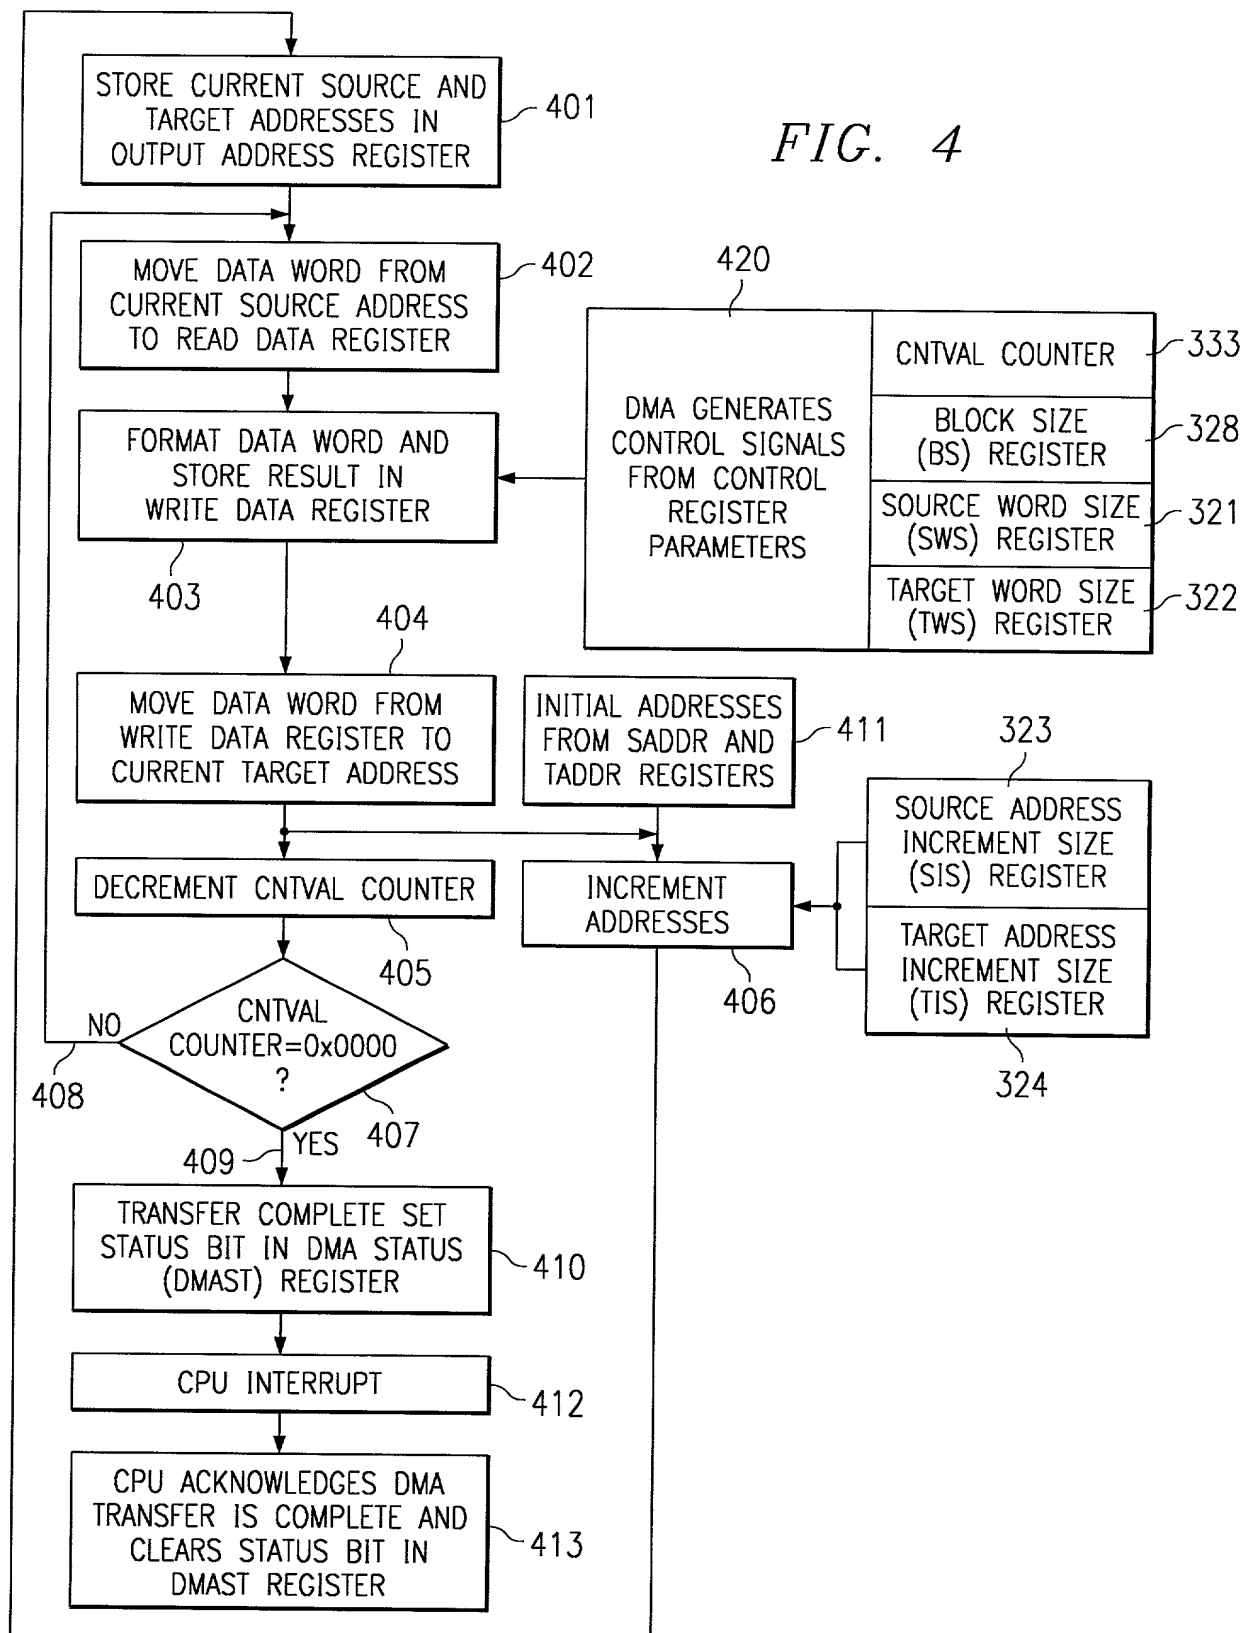 STORE CURRENT SOURCE AND
TARGET ADDRESSES IN
OUTPUT ADDRESS REGISTER
401
FIG. 4
MOVE DATA WORD FROM
CURRENT SOURCE ADDRESS
TO READ DATA REGISTER
402
FORMAT DATA WORD AND
STORE RESULT IN
WRITE DATA REGISTER
403
420
DMA GENERATES
CONTROL SIGNALS
FROM CONTROL
REGISTER
PARAMETERS
CNTVAL COUNTER
333
BLOCK SIZE
(BS) REGISTER
328
SOURCE WORD SIZE
(SWS) REGISTER
321
TARGET WORD SIZE
(TWS) REGISTER
322
404
MOVE DATA WORD FROM
WRITE DATA REGISTER TO
CURRENT TARGET ADDRESS
INITIAL ADDRESSES
FROM SADDR AND
TADDR REGISTERS
411
323
SOURCE ADDRESS
INCREMENT SIZE
(SIS) REGISTER
TARGET ADDRESS
INCREMENT SIZE
(TIS) REGISTER
324
DECREMENT CNTVAL COUNTER
405
INCREMENT
ADDRESSES
406
CNTVAL
COUNTER=0x0000
?
407
NO
408
YES
409
TRANSFER COMPLETE SET
STATUS BIT IN DMA STATUS
(DMAST) REGISTER
410
CPU INTERRUPT
412
CPU ACKNOWLEDGES DMA
TRANSFER IS COMPLETE AND
CLEARS STATUS BIT IN
DMAST REGISTER
413